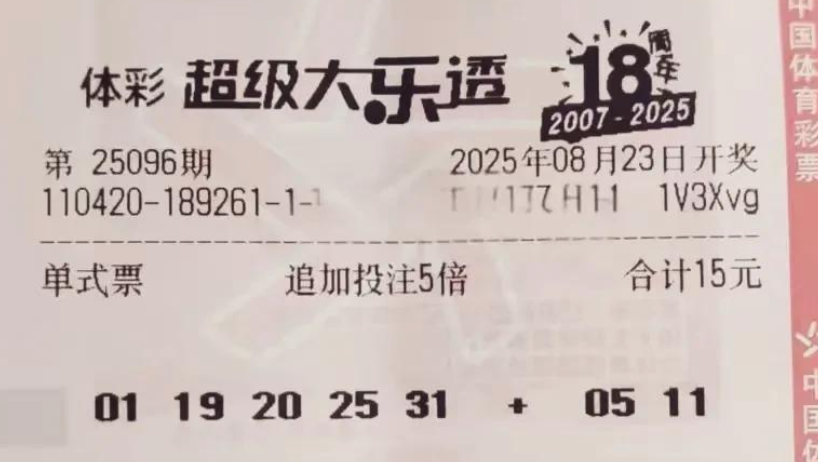 体彩 超级大乐透 18周年
2007-2025
第 25096期 2025年08月23日开奖
110420-189261-1- 1V3Xvg
单式票 追加投注5倍 合计15元
01 19 20 25 31 + 05 11
中国体育彩票
中国体